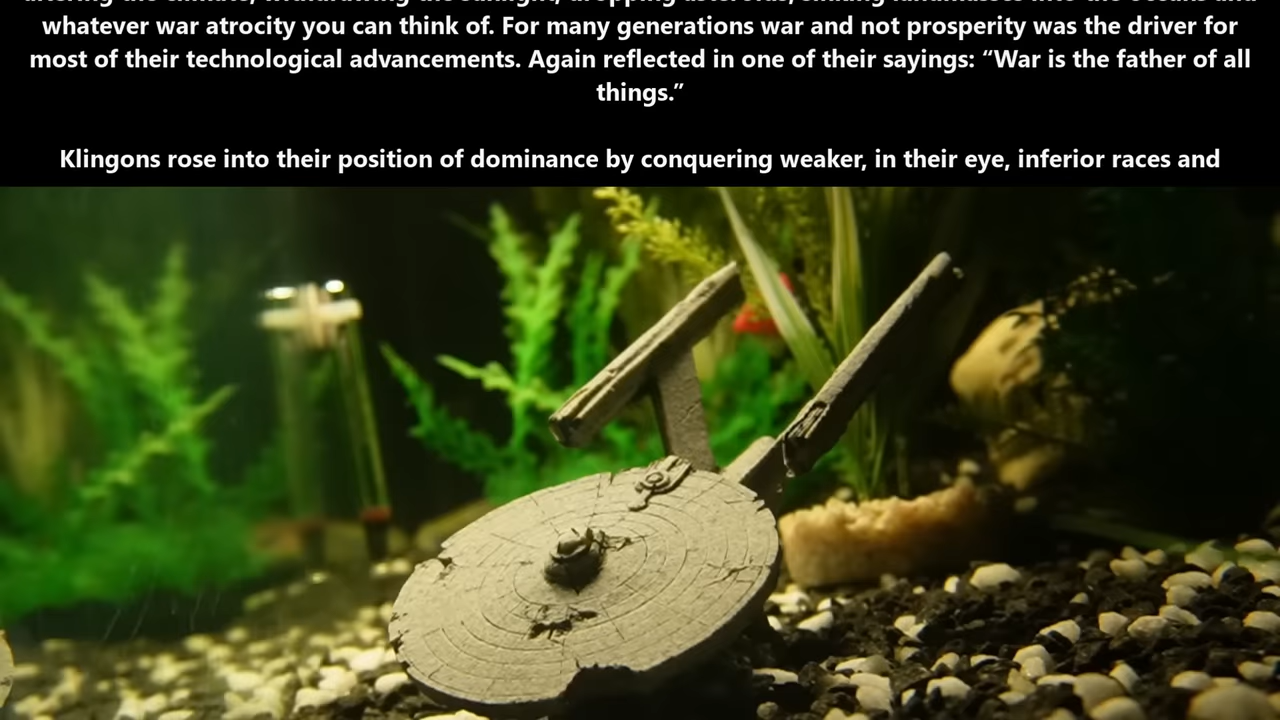 whatever war atrocity you can think of. For many generations war and not prosperity was the driver for
most of their technological advancements. Again reflected in one of their sayings: “War is the father of all
things.”
Klingons rose into their position of dominance by conquering weaker, in their eye, inferior races and